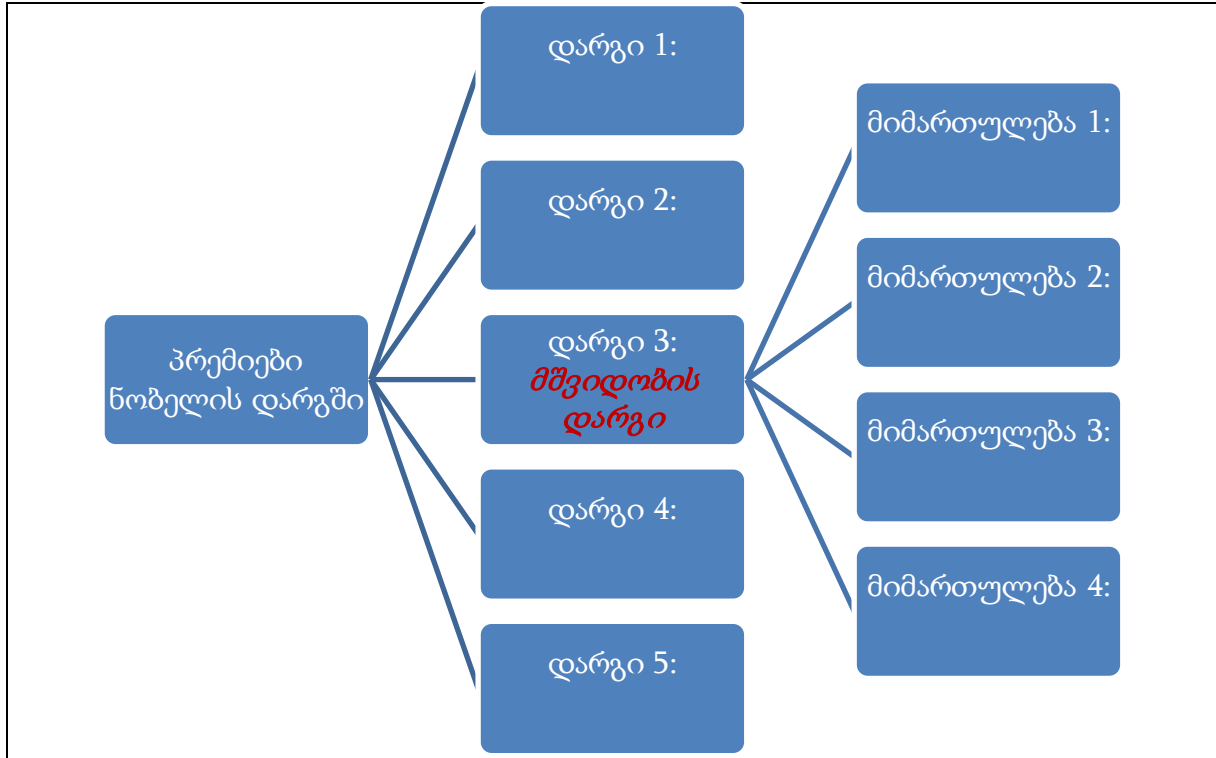 პრემიები
ნობელის დარგში
დარგი 1:
დარგი 2:
დარგი 3:
მშვიდობის
დარგი
დარგი 4:
დარგი 5:
მიმართულება 1:
მიმართულება 2:
მიმართულება 3:
მიმართულება 4: